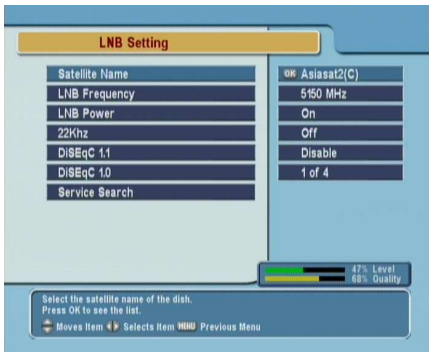 LNB Setting
Satellite Name OK Asiasat2(C)
LNB Frequency 5150 MHz
LNB Power On
22Khz Off
DiSEqC 1.1 Disable
DiSEqC 1.0 1 of 4
Service Search
47% Level
68% Quality
Select the satellite name of the dish.
Press OK to see the list.
Moves Item Selects Item MENU Previous Menu